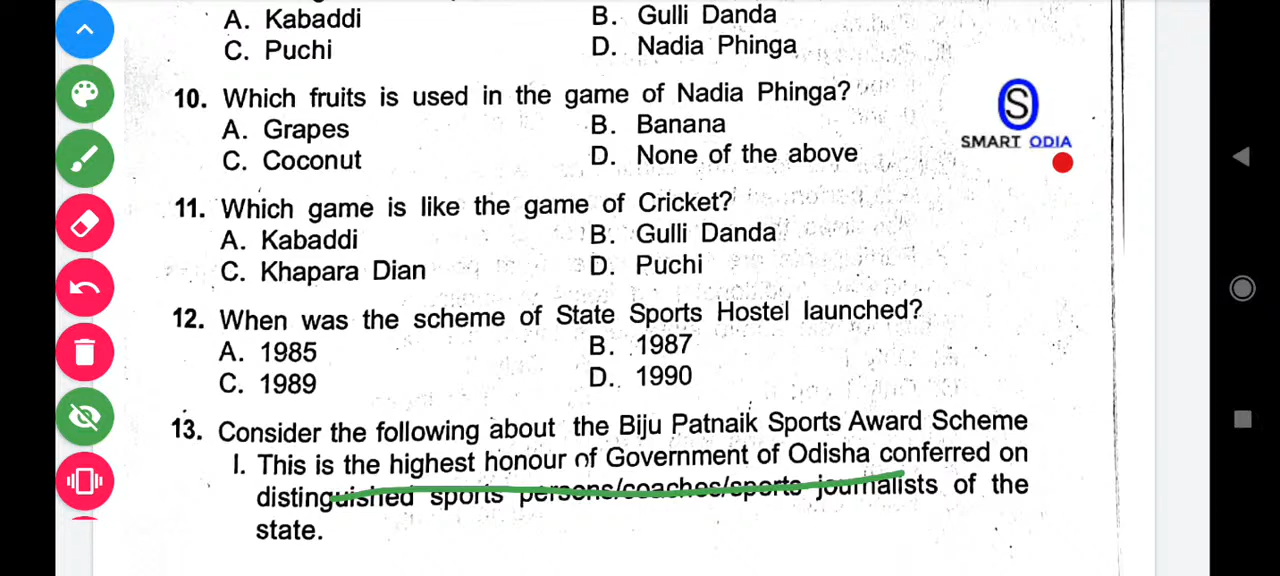 A. Kabaddi B. Gulli Danda
C. Puchi D. Nadia Phinga
10. Which fruits is used in the game of Nadia Phinga?
A. Grapes B. Banana
C. Coconut D. None of the above
SMART ODIA
11. Which game is like the game of Cricket?
A. Kabaddi B. Gulli Danda
C. Khapara Dian D. Puchi
12. When was the scheme of State Sports Hostel launched?
A. 1985 B. 1987
C. 1989 D. 1990
13. Consider the following about the Biju Patnaik Sports Award Scheme
I. This is the highest honour of Government of Odisha conferred on
distinguished sports persons/coaches/sports journalists of the
state.